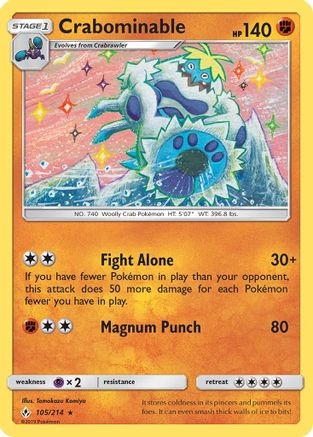 STAGE 1
Crabominable
HP 140
Evolves from Crabrawler
NO. 740 Woolly Crab Pokémon HT: 5'07" WT: 396.8 lbs.
Fight Alone 30+
If you have fewer Pokémon in play than your opponent,
this attack does 50 more damage for each Pokémon
fewer you have in play.
Magnum Punch 80
weakness ×2 resistance retreat
Illus. Tomokazu Komiya
105/214 ★
©2019 Pokémon
It stores coldness in its pincers and pummels its
foes. It can even smash thick walls of ice to bits!